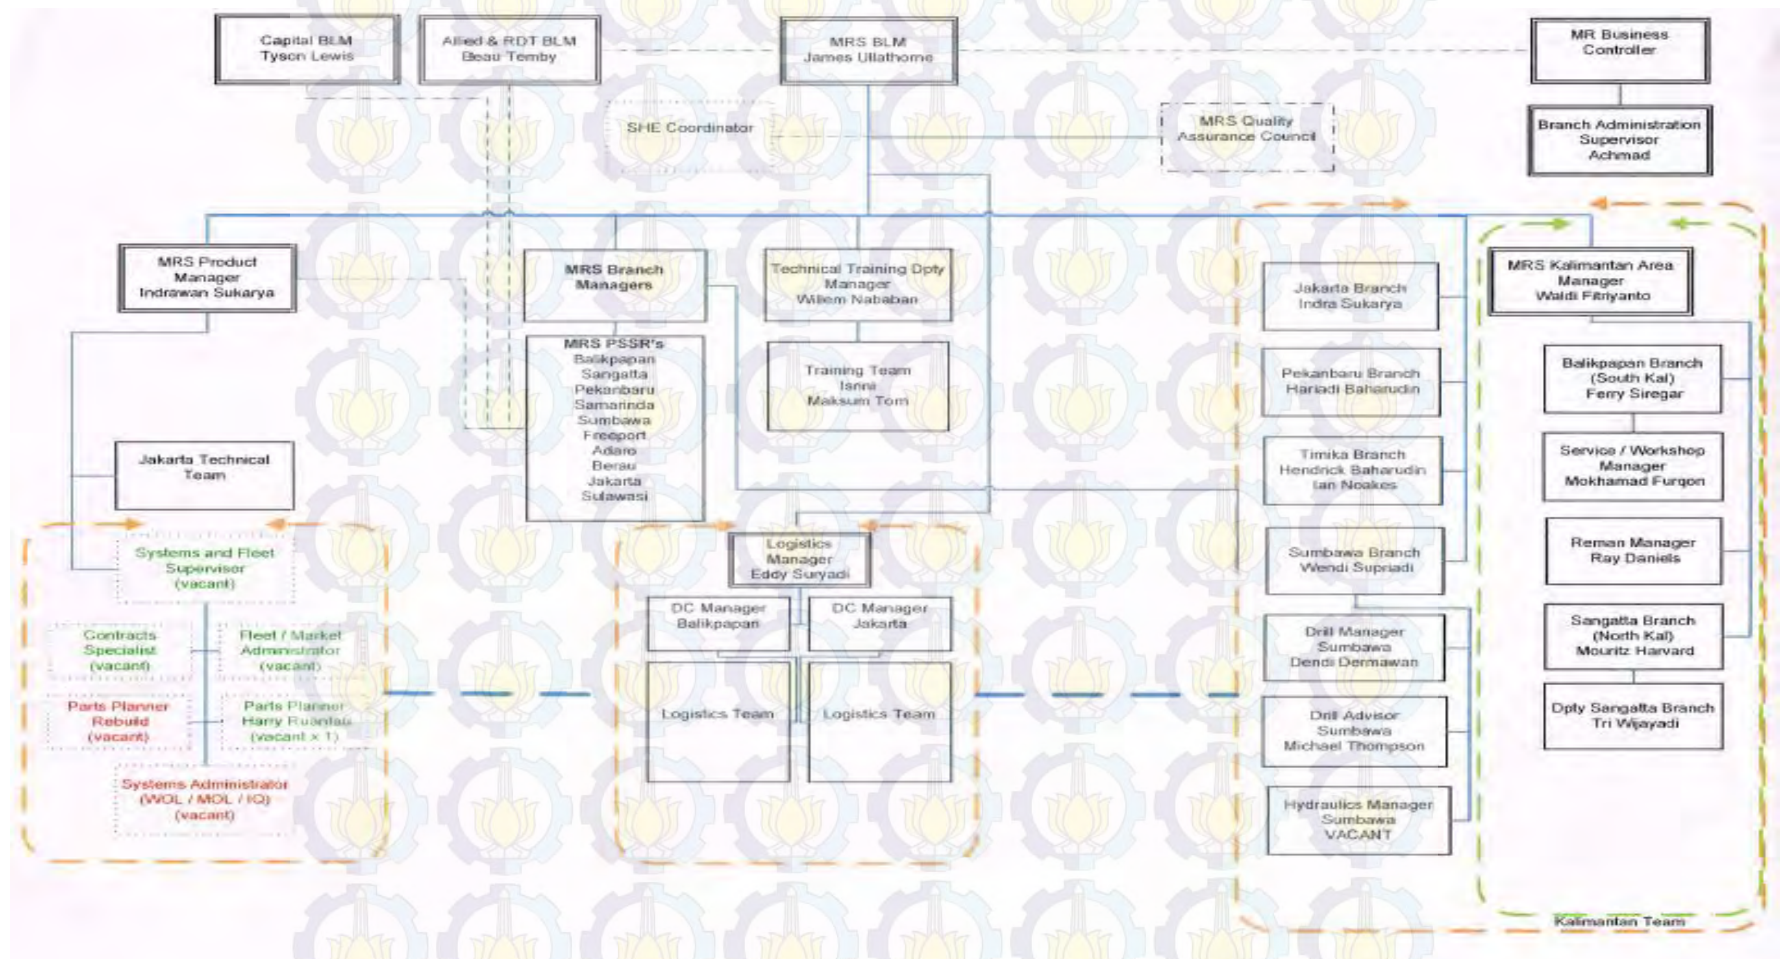 Capital BLM
Tyson Lewis
Allied & RDT BLM
Beau Temby
MRS BLM
James Ullathorne
MR Business
Controller
SHE Coordinator
MRS Quality
Assurance Council
Branch Administration
Supervisor
Achmad
MRS Product
Manager
Indrawan Sukarya
MRS Branch
Managers
Technical Training Dpty
Manager
Willem Nababan
Jakarta Branch
Indra Sukarya
MRS Kalimantan Area
Manager
Waldi Fitriyanto
MRS PSSR's
Balikpapan
Sangatta
Pekanbaru
Samarinda
Sumbawa
Freeport
Adaro
Berau
Jakarta
Sulawasi
Training Team
Isnni
Maksum Tom
Pekanbaru Branch
Hariadi Baharudin
Balikpapan Branch
(South Kal)
Ferry Siregar
Jakarta Technical
Team
Timika Branch
Hendrick Baharudin
Ian Noakes
Service / Workshop
Manager
Mokhamad Furqon
Systems and Fleet
Supervisor
(vacant)
Logistics
Manager
Eddy Suryadi
Sumbawa Branch
Wendi Supriadi
Reman Manager
Ray Daniels
Contracts
Specialist
(vacant)
Fleet / Market
Administrator
(vacant)
DC Manager
Balikpapan
DC Manager
Jakarta
Drill Manager
Sumbawa
Dendi Dermawan
Sangatta Branch
(North Kal)
Mouritz Harvard
Parts Planner
Rebuild
(vacant)
Parts Planner
Harry
(vacant x 1)
Logistics Team
Logistics Team
Drill Advisor
Sumbawa
Michael Thompson
Dpty Sangatta Branch
Tri Wijayadi
Systems Administrator
(WOL / MOL / IQ)
(vacant)
Hydraulics Manager
Sumbawa
VACANT
Kalimantan Team